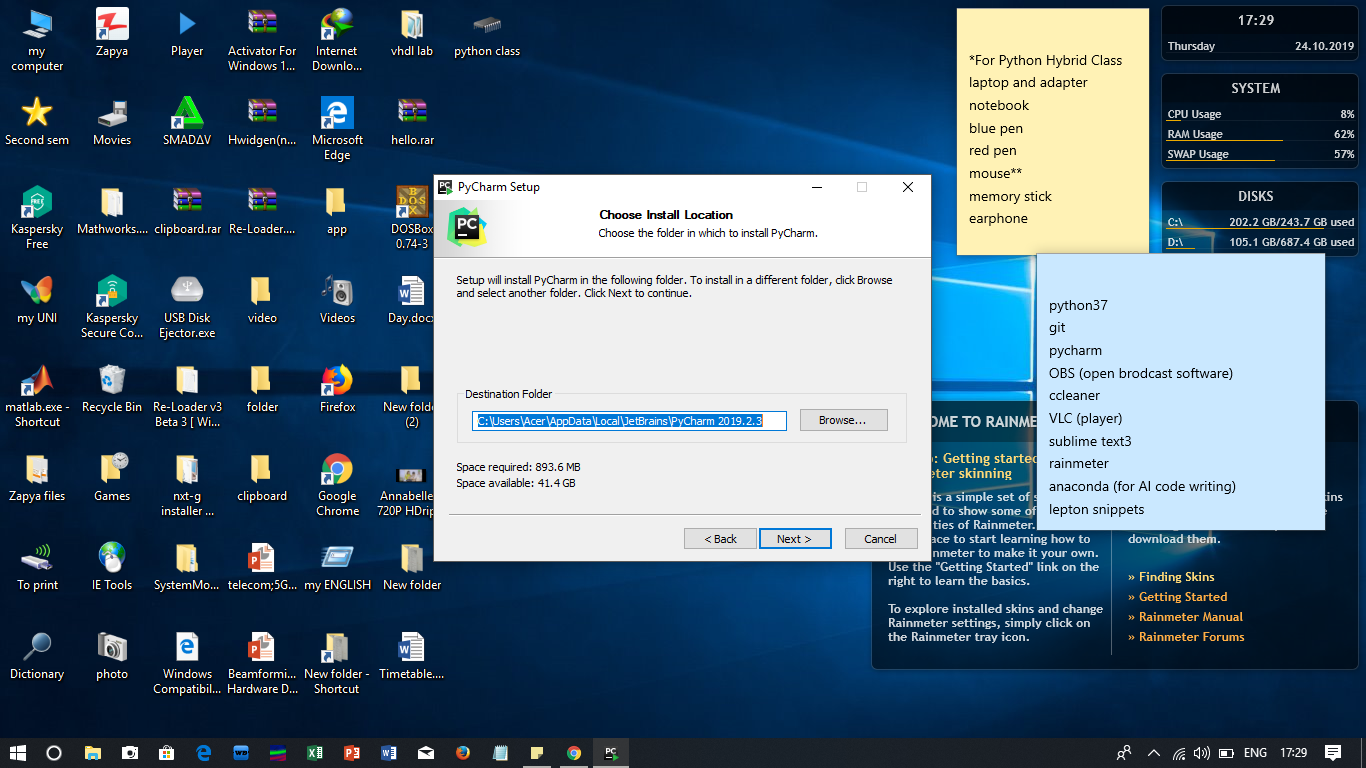 my computer
Zapya
Player
Activator For Windows 1...
Internet Downlo...
vhdl lab
python class
Second sem
Movies
SMADΔV
Hwidgen(n...
Microsoft Edge
hello.rar
Kaspersky Free
Mathworks....
clipboard.rar
Re-Loader....
app
DOSBox 0.74-3
my UNI
Kaspersky Secure Co...
USB Disk Ejector.exe
video
Videos
Day.docx
matlab.exe - Shortcut
Recycle Bin
Re-Loader v3 Beta 3 [ Wi...
folder
Firefox
New folde (2)
Zapya files
Games
nxt-g installer ...
clipboard
Google Chrome
Annabelle 720P HDrip
To print
IE Tools
SystemMo...
telecom;5G...
my ENGLISH
New folder
Dictionary
photo
Windows Compatibil...
Beamformi... Hardware D...
New folder - Shortcut
Timetable....
PyCharm Setup
PC
Choose Install Location
Choose the folder in which to install PyCharm.
Setup will install PyCharm in the following folder. To install in a different folder, click Browse
and select another folder. Click Next to continue.
Destination Folder
C:\Users\Acer\AppData\Local\JetBrains\PyCharm 2019.2.3
Browse...
Space required: 893.6 MB
Space available: 41.4 GB
< Back
Next >
Cancel
*For Python Hybrid Class
laptop and adapter
notebook
blue pen
red pen
mouse**
memory stick
earphone
17:29
Thursday 24.10.2019
SYSTEM
CPU Usage 8%
RAM Usage 62%
SWAP Usage 57%
DISKS
C:\ 202.2 GB/243.7 GB used
D:\ 105.1 GB/687.4 GB used
python37
git
pycharm
OBS (open brodcast software)
ccleaner
VLC (player)
sublime text3
rainmeter
anaconda (for AI code writing)
lepton snippets
OME TO RAINME
: Getting started
eter skinning
is a simple set of s
d to show some of
ties of Rainmeter.
ace to start learning how to
inmeter to make it your own.
Use the "Getting Started" link on the
right to learn the basics.
To explore installed skins and change
Rainmeter settings, simply click on
the Rainmeter tray icon.
kins
download them.
» Finding Skins
» Getting Started
» Rainmeter Manual
» Rainmeter Forums
ENG
17:29